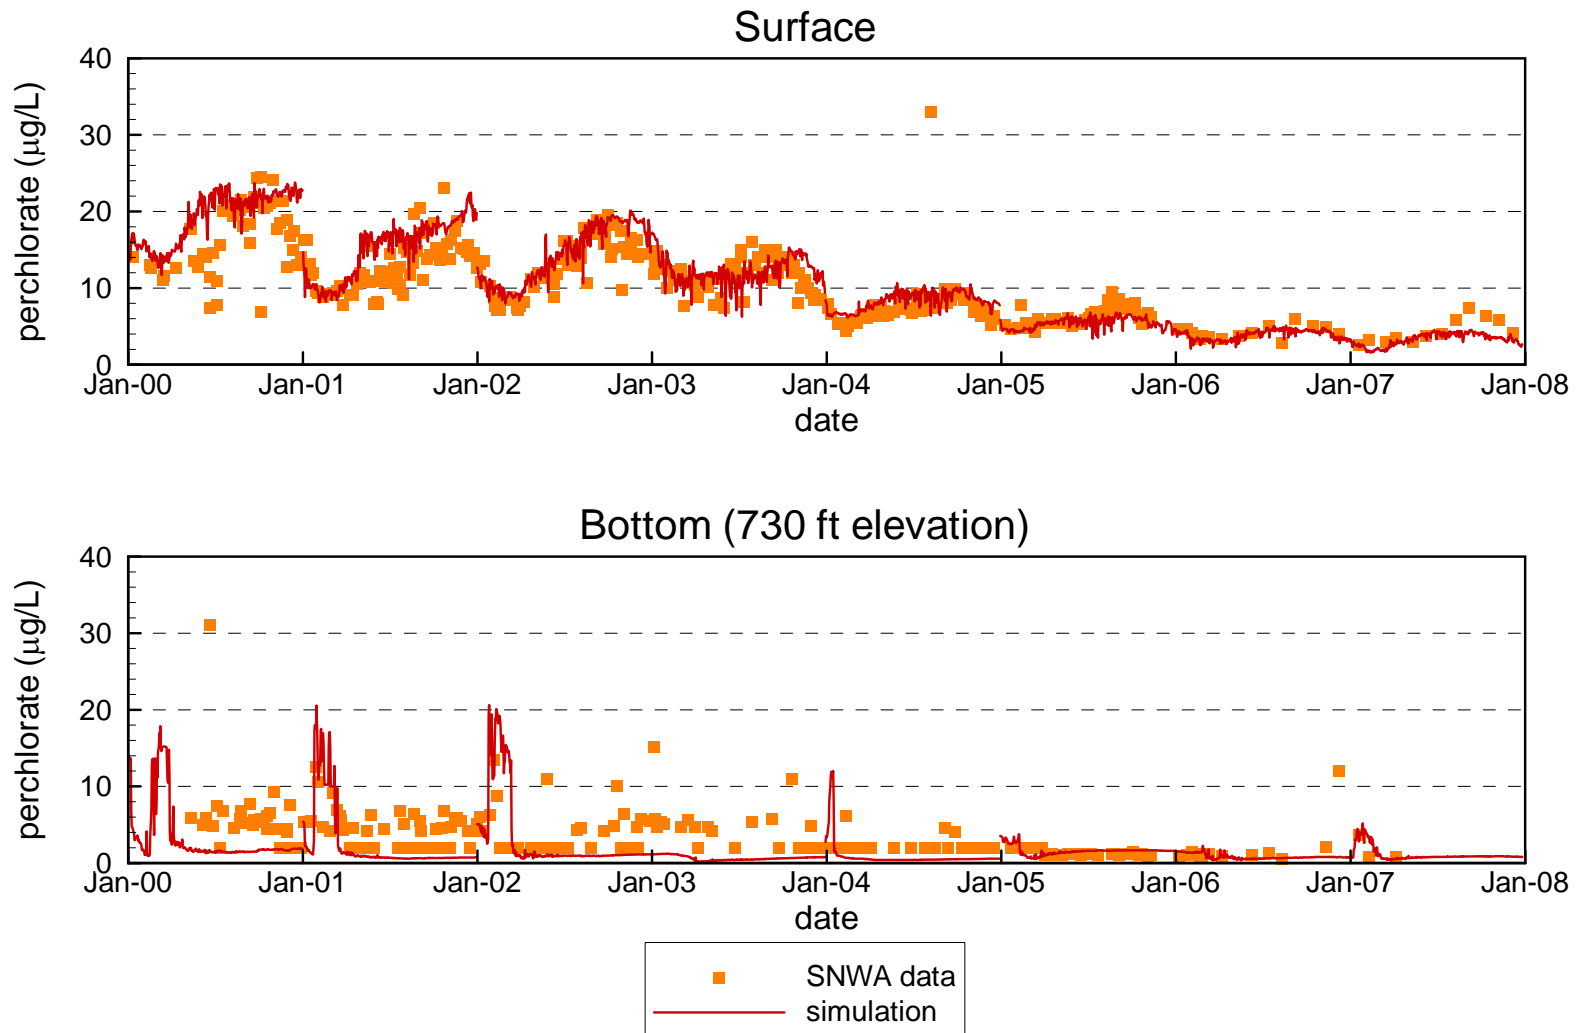 Surface
perchlorate (µg/L)
40
30
20
10
0
Jan-00 Jan-01 Jan-02 Jan-03 Jan-04 Jan-05 Jan-06 Jan-07 Jan-08
date
Bottom (730 ft elevation)
perchlorate (µg/L)
40
30
20
10
0
Jan-00 Jan-01 Jan-02 Jan-03 Jan-04 Jan-05 Jan-06 Jan-07 Jan-08
date
SNWA data
simulation